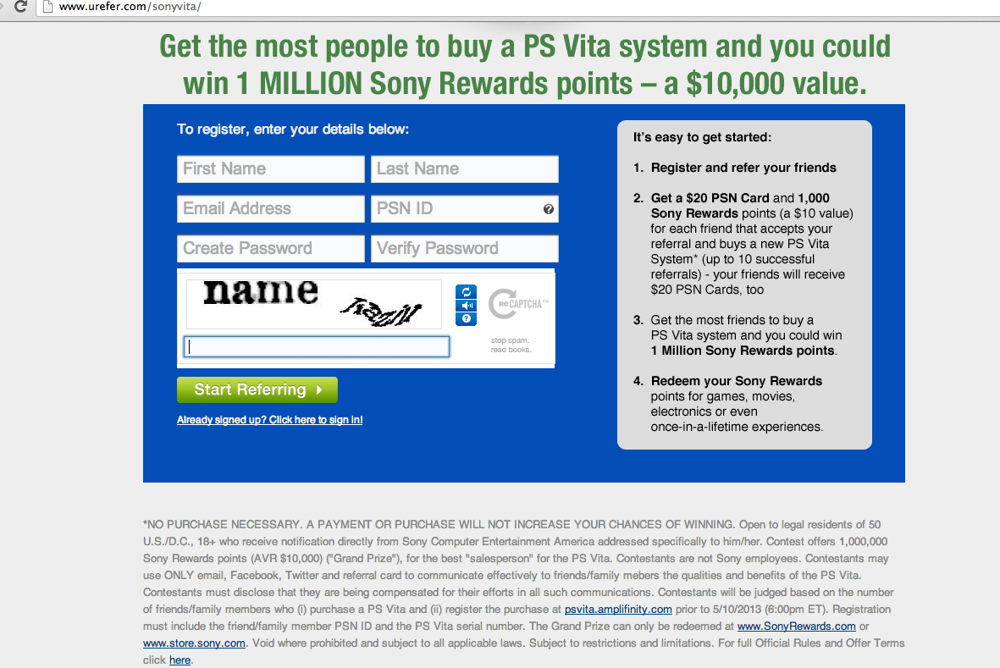 www.urefer.com/sonyvita/
Get the most people to buy a PS Vita system and you could
win 1 MILLION Sony Rewards points – a $10,000 value.
To register, enter your details below:
First Name
Last Name
Email Address
PSN ID
Create Password
Verify Password
name
reCAPTCHA™
stop spam.
read books.
Start Referring
Already signed up? Click here to sign in!
It's easy to get started:
1. Register and refer your friends
2. Get a $20 PSN Card and 1,000
Sony Rewards points (a $10 value)
for each friend that accepts your
referral and buys a new PS Vita
System* (up to 10 successful
referrals) - your friends will receive
$20 PSN Cards, too
3. Get the most friends to buy a
PS Vita system and you could win
1 Million Sony Rewards points.
4. Redeem your Sony Rewards
points for games, movies,
electronics or even
once-in-a-lifetime experiences.
*NO PURCHASE NECESSARY. A PAYMENT OR PURCHASE WILL NOT INCREASE YOUR CHANCES OF WINNING. Open to legal residents of 50
U.S./D.C., 18+ who receive notification directly from Sony Computer Entertainment America addressed specifically to him/her. Contest offers 1,000,000
Sony Rewards points (AVR $10,000) ("Grand Prize"), for the best "salesperson" for the PS Vita. Contestants are not Sony employees. Contestants may
use ONLY email, Facebook, Twitter and referral card to communicate effectively to friends/family mebers the qualities and benefits of the PS Vita.
Contestants must disclose that they are being compensated for their efforts in all such communications. Contestants will be judged based on the number
of friends/family members who (i) purchase a PS Vita and (ii) register the purchase at psvita.amplifinity.com prior to 5/10/2013 (6:00pm ET). Registration
must include the friend/family member PSN ID and the PS Vita serial number. The Grand Prize can only be redeemed at www.SonyRewards.com or
www.store.sony.com. Void where prohibited and subject to all applicable laws. Subject to restrictions and limitations. For full Official Rules and Offer Terms
click here.